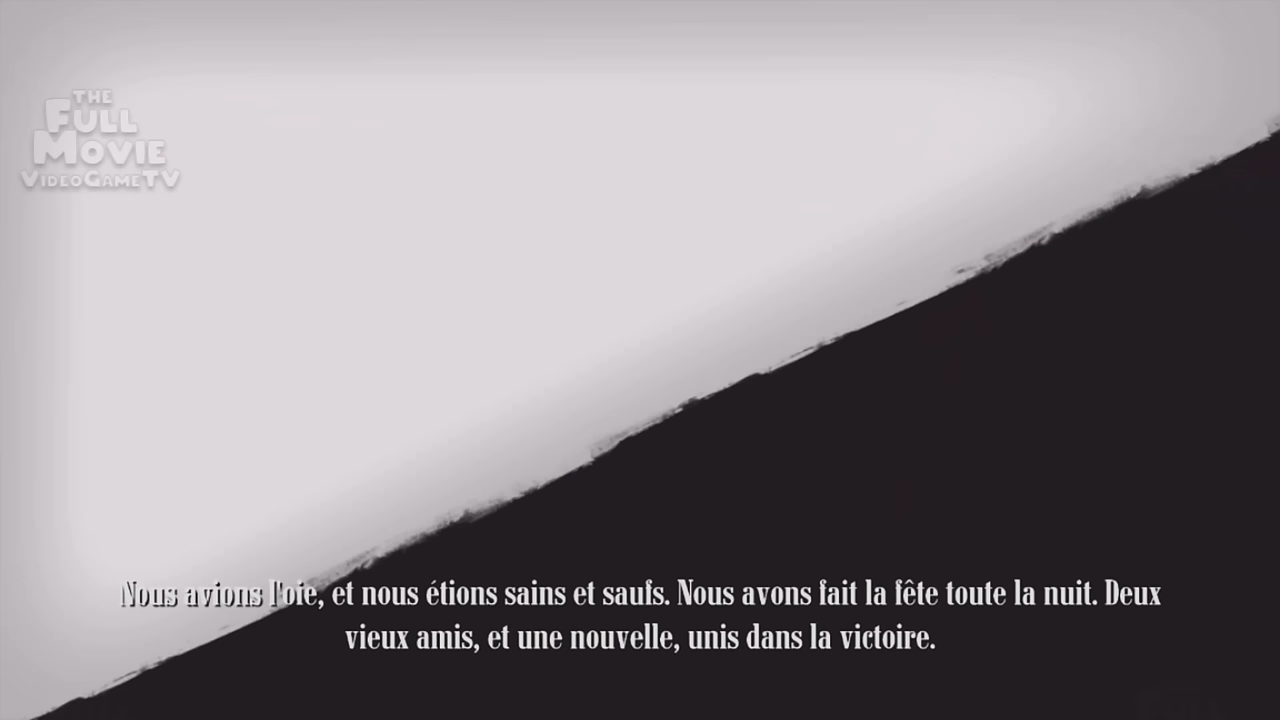 THE
FULL
MOVIE
VIDEOGAMETV
Nous avions l'oie, et nous étions sains et saufs. Nous avons fait la fête toute la nuit. Deux
vieux amis, et une nouvelle, unis dans la victoire.